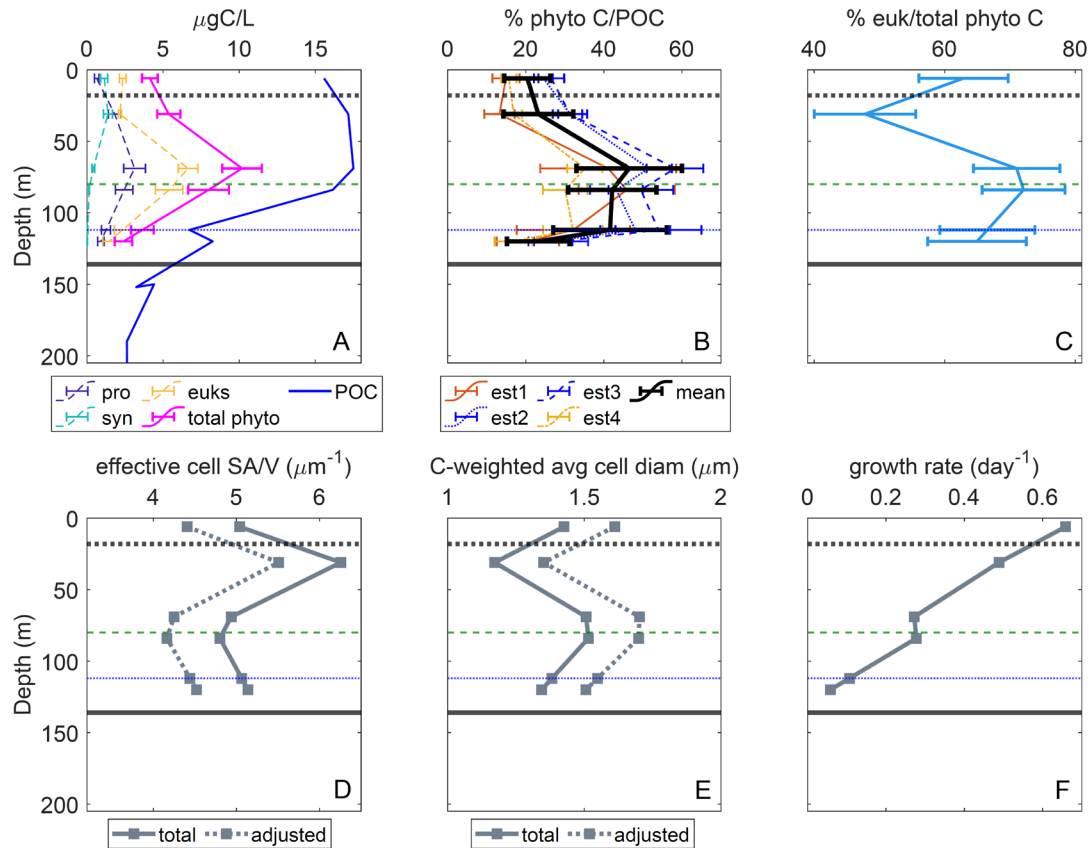 μgC/L
% phyto C/POC
% euk/total phyto C
0 5 10 15
0 20 40 60
40 60 80
Depth (m)
0
50
100
150
200
A
B
C
pro euks POC
syn total phyto
est1 est3 mean
est2 est4
effective cell SA/V (μm⁻¹)
C-weighted avg cell diam (μm)
growth rate (day⁻¹)
4 5 6
1 1.5 2
0 0.2 0.4 0.6
Depth (m)
0
50
100
150
200
D
E
F
total adjusted
total adjusted